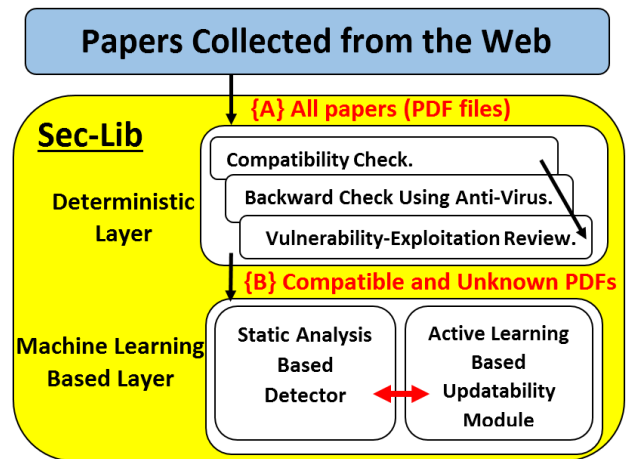 Papers Collected from the Web
{A} All papers (PDF files)
Sec-Lib
Compatibility Check.
Backward Check Using Anti-Virus.
Vulnerability-Exploitation Review.
Deterministic
Layer
{B} Compatible and Unknown PDFs
Machine Learning
Based Layer
Static Analysis
Based
Detector
Active Learning
Based
Updatability
Module